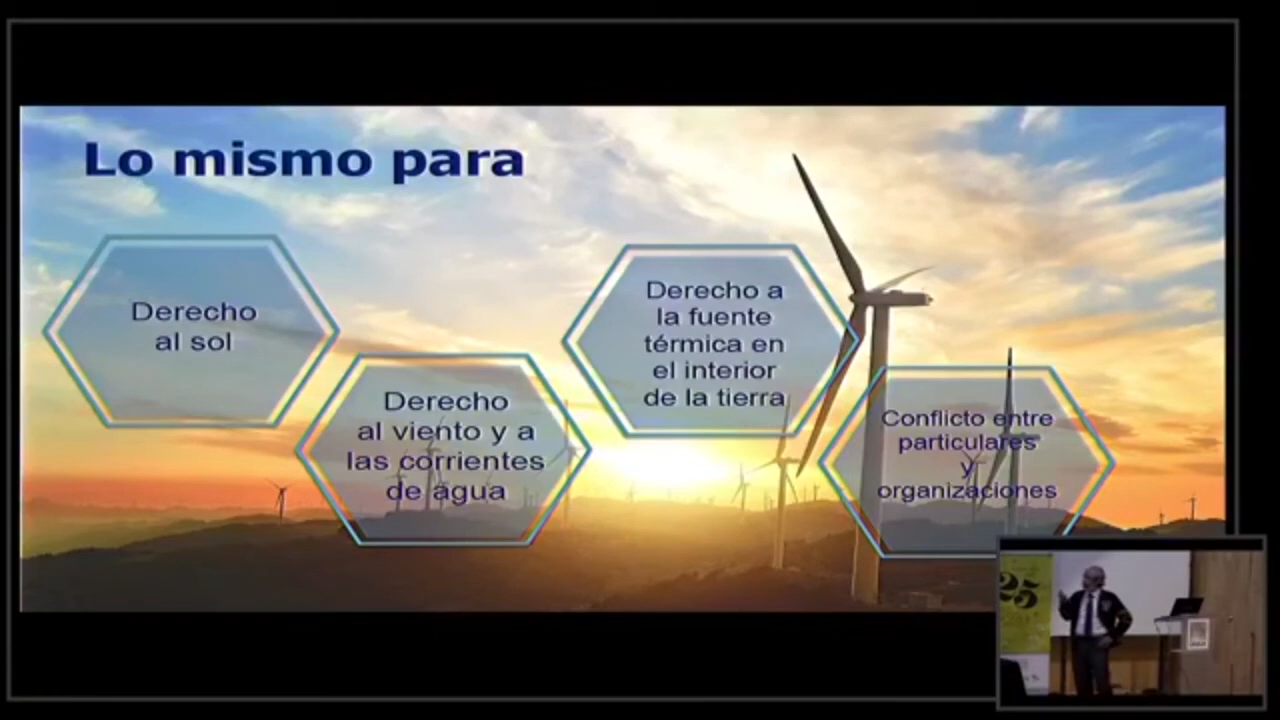 Lo mismo para
Derecho
al sol
Derecho
al viento y a
las corrientes
de agua
Derecho a
la fuente
térmica en
el interior
de la tierra
Conflicto entre
particulares
y
organizaciones
25